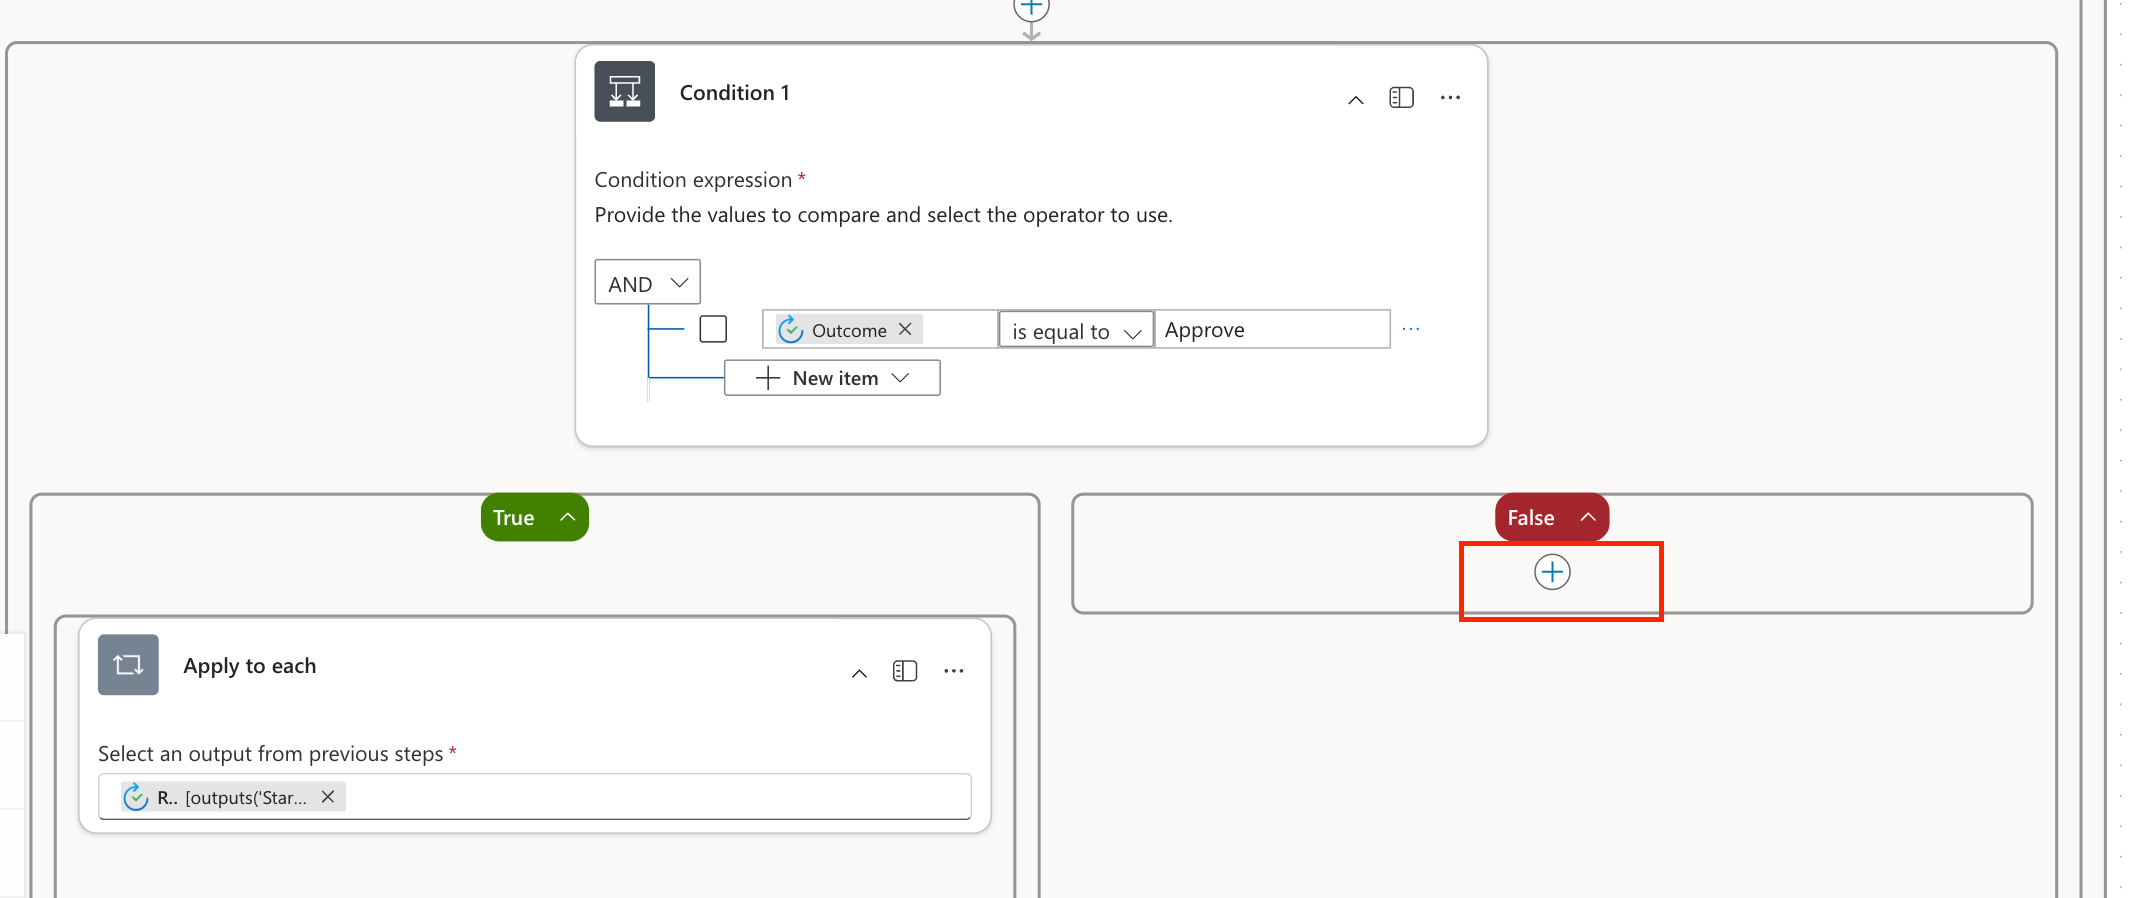 Condition 1
Condition expression *
Provide the values to compare and select the operator to use.
AND
Outcome is equal to Approve
New item
True
False
Apply to each
Select an output from previous steps *
R.. [outputs('Star...